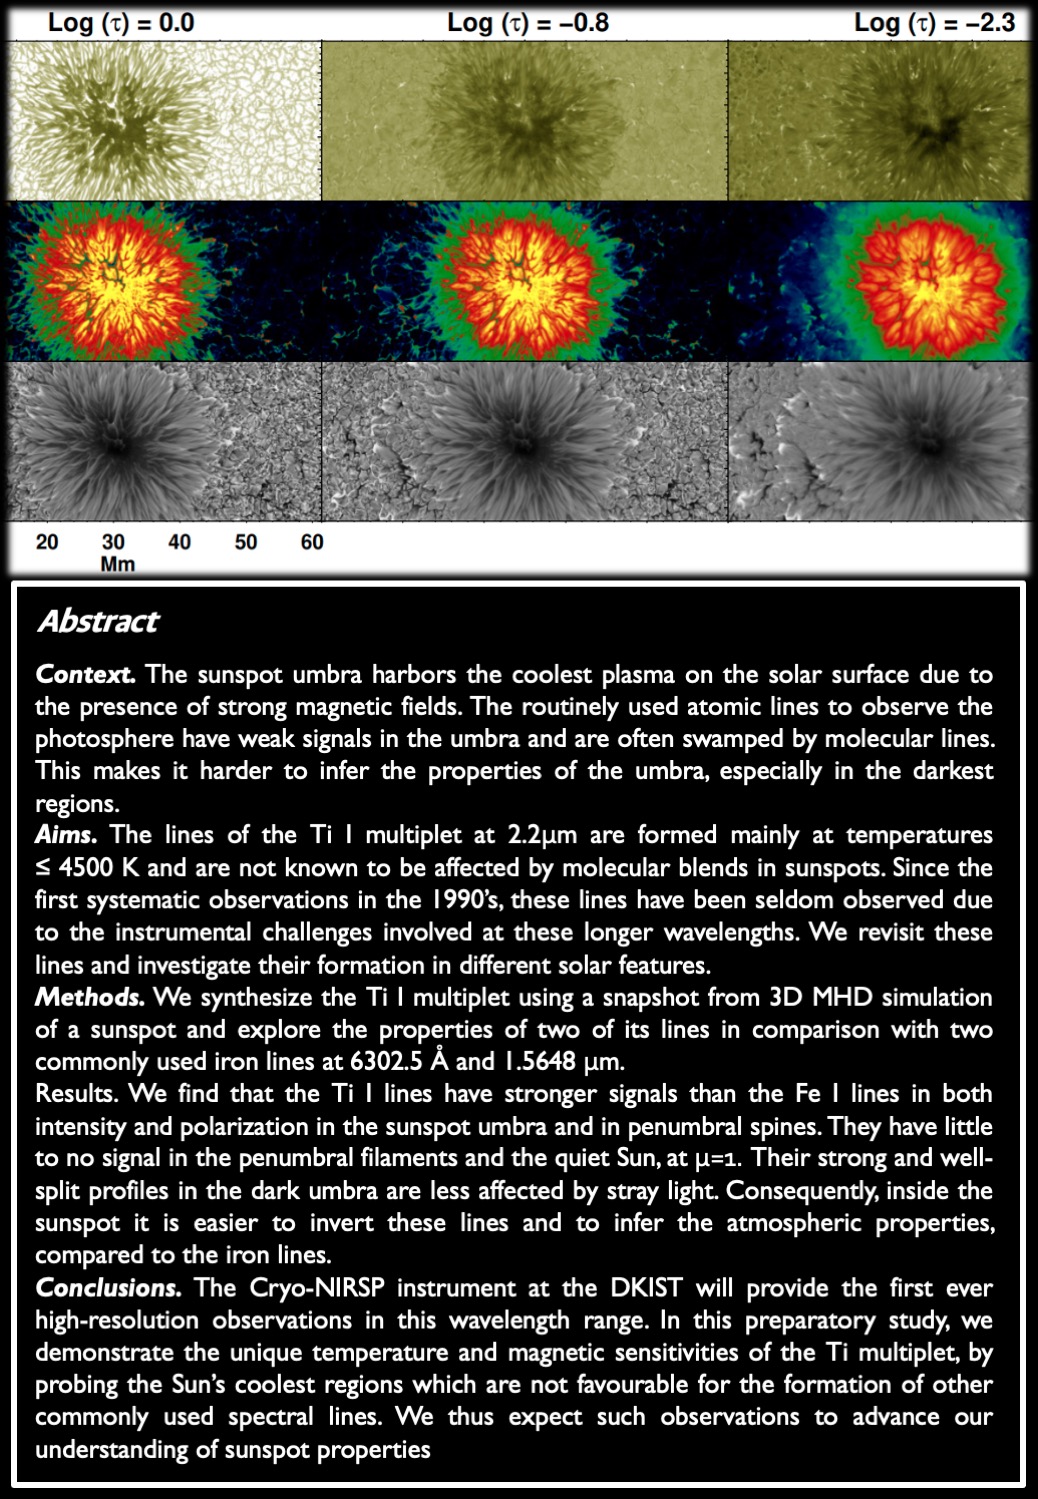 Log (τ) = 0.0 Log (τ) = −0.8 Log (τ) = −2.3
20 30 40 50 60
Mm
Abstract
Context. The sunspot umbra harbors the coolest plasma on the solar surface due to
the presence of strong magnetic fields. The routinely used atomic lines to observe the
photosphere have weak signals in the umbra and are often swamped by molecular lines.
This makes it harder to infer the properties of the umbra, especially in the darkest
regions.
Aims. The lines of the Ti I multiplet at 2.2μm are formed mainly at temperatures
≤ 4500 K and are not known to be affected by molecular blends in sunspots. Since the
first systematic observations in the 1990’s, these lines have been seldom observed due
to the instrumental challenges involved at these longer wavelengths. We revisit these
lines and investigate their formation in different solar features.
Methods. We synthesize the Ti I multiplet using a snapshot from 3D MHD simulation
of a sunspot and explore the properties of two of its lines in comparison with two
commonly used iron lines at 6302.5 Å and 1.5648 μm.
Results. We find that the Ti I lines have stronger signals than the Fe I lines in both
intensity and polarization in the sunspot umbra and in penumbral spines. They have little
to no signal in the penumbral filaments and the quiet Sun, at μ=1. Their strong and well-
split profiles in the dark umbra are less affected by stray light. Consequently, inside the
sunspot it is easier to invert these lines and to infer the atmospheric properties,
compared to the iron lines.
Conclusions. The Cryo-NIRSP instrument at the DKIST will provide the first ever
high-resolution observations in this wavelength range. In this preparatory study, we
demonstrate the unique temperature and magnetic sensitivities of the Ti multiplet, by
probing the Sun’s coolest regions which are not favourable for the formation of other
commonly used spectral lines. We thus expect such observations to advance our
understanding of sunspot properties